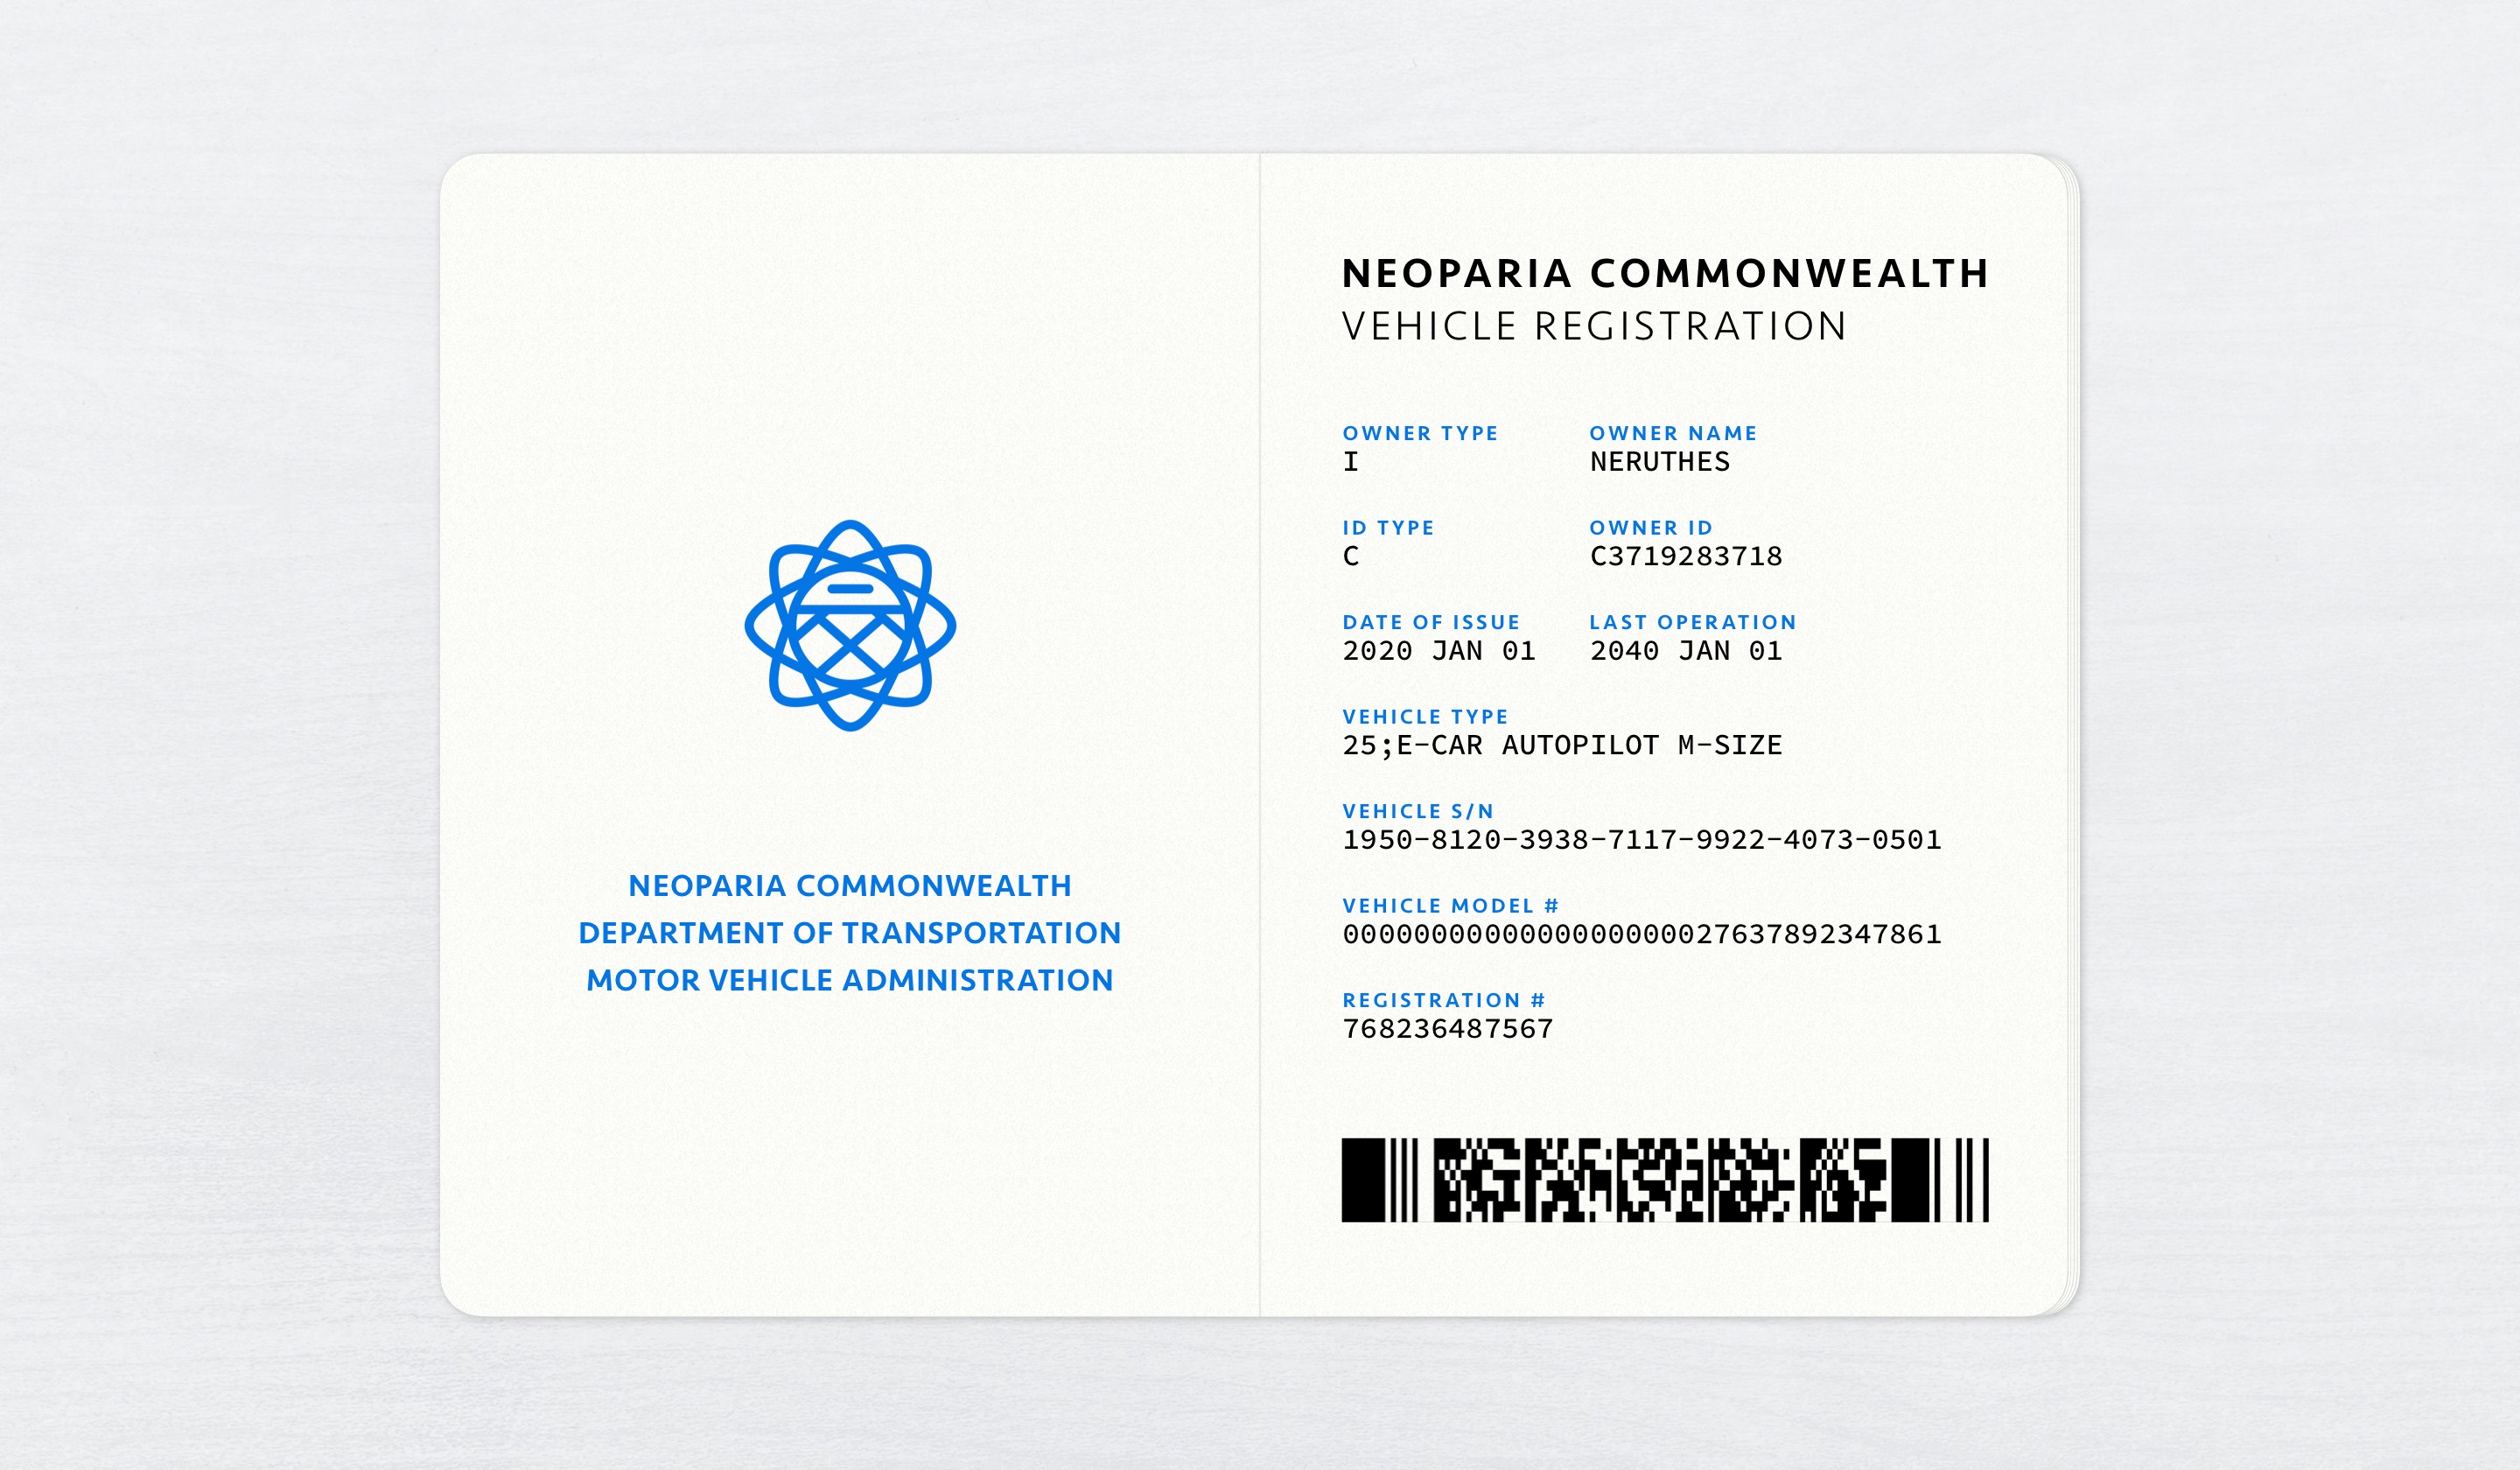 NEOPARIA COMMONWEALTH
DEPARTMENT OF TRANSPORTATION
MOTOR VEHICLE ADMINISTRATION
NEOPARIA COMMONWEALTH
VEHICLE REGISTRATION
OWNER TYPE OWNER NAME
I NERUTHES
ID TYPE OWNER ID
C C3719283718
DATE OF ISSUE LAST OPERATION
2020 JAN 01 2040 JAN 01
VEHICLE TYPE
25;E-CAR AUTOPILOT M-SIZE
VEHICLE S/N
1950-8120-3938-7117-9922-4073-0501
VEHICLE MODEL #
0000000000000000000027637892347861
REGISTRATION #
768236487567